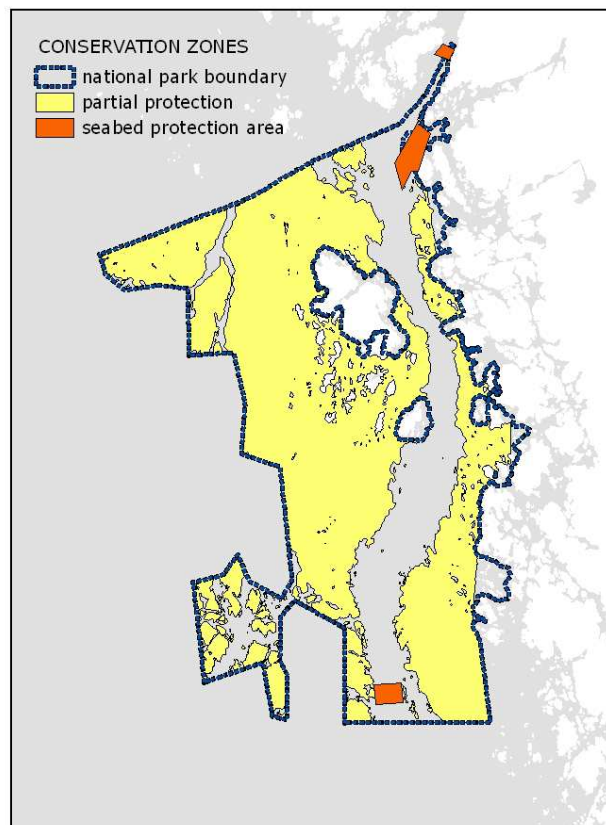 CONSERVATION ZONES
national park boundary
partial protection
seabed protection area